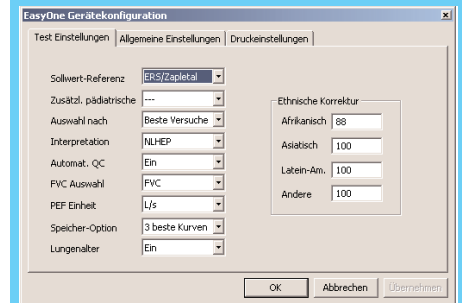 EasyOne Gerätekonfiguration
Test Einstellungen Allgemeine Einstellungen Druckeinstellungen
Sollwert-Referenz ERS/Zapletal
Zusätzl. pädiatrische ---
Auswahl nach Beste Versuche
Interpretation NLHEP
Automat. QC Ein
FVC Auswahl FVC
PEF Einheit L/s
Speicher-Option 3 beste Kurven
Lungenalter Ein
Ethnische Korrektur
Afrikanisch 88
Asiatisch 100
Latein-Am. 100
Andere 100
OK Abbrechen Übernehmen